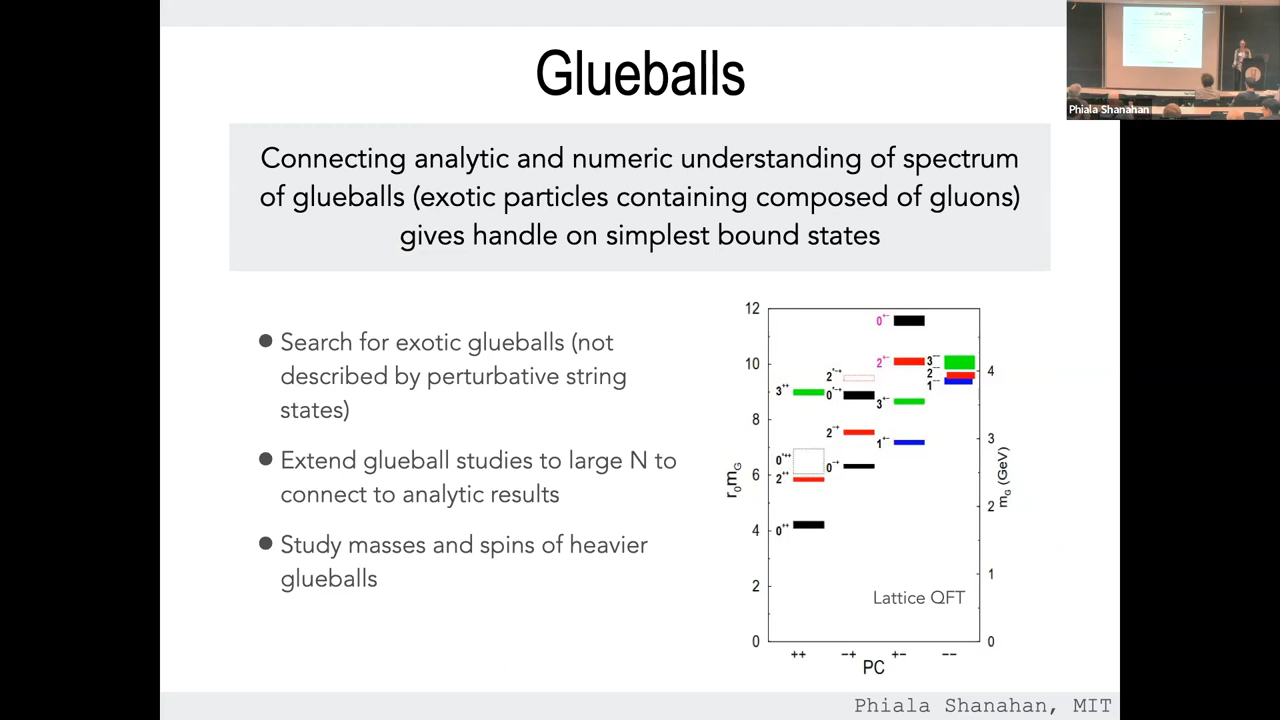 Glueballs
Phiala Shanahan
Connecting analytic and numeric understanding of spectrum
of glueballs (exotic particles containing composed of gluons)
gives handle on simplest bound states
● Search for exotic glueballs (not
described by perturbative string
states)
● Extend glueball studies to large N to
connect to analytic results
● Study masses and spins of heavier
glueballs
12
10
8
6
4
2
0
r₀m_G
0⁺⁻
2⁺⁻
3⁺⁻
1⁺⁻
3⁻⁻
2⁻⁻
1⁻⁻
2*⁻⁺
0*⁻⁺
2⁻⁺
0⁻⁺
3⁺⁺
0*⁺⁺
2⁺⁺
0⁺⁺
4
3
2
1
0
m_G (GeV)
Lattice QFT
++ −+ +− −−
PC
Phiala Shanahan, MIT